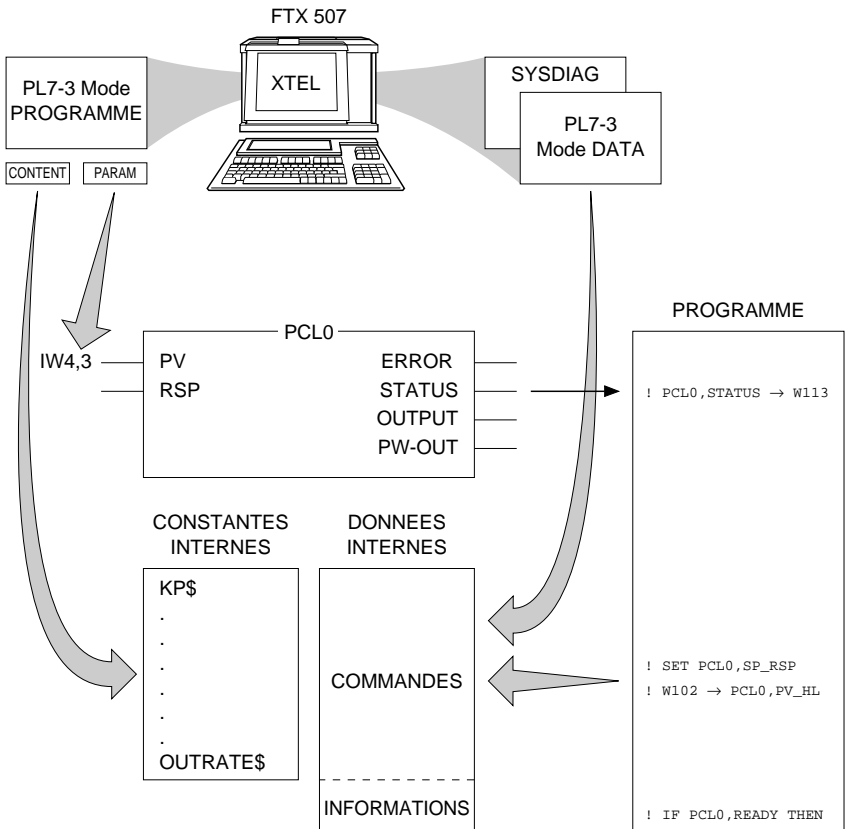 FTX 507
PL7-3 Mode
PROGRAMME
XTEL
SYSDIAG
PL7-3
Mode DATA
CONTENT
PARAM
PROGRAMME
PCL0
IW4,3
PV
RSP
ERROR
STATUS
OUTPUT
PW-OUT
! PCL0,STATUS → W113
CONSTANTES
INTERNES
DONNEES
INTERNES
KP$
.
.
.
.
.
.
OUTRATE$
COMMANDES
INFORMATIONS
! SET PCL0,SP_RSP
! W102 → PCL0,PV_HL
! IF PCL0,READY THEN